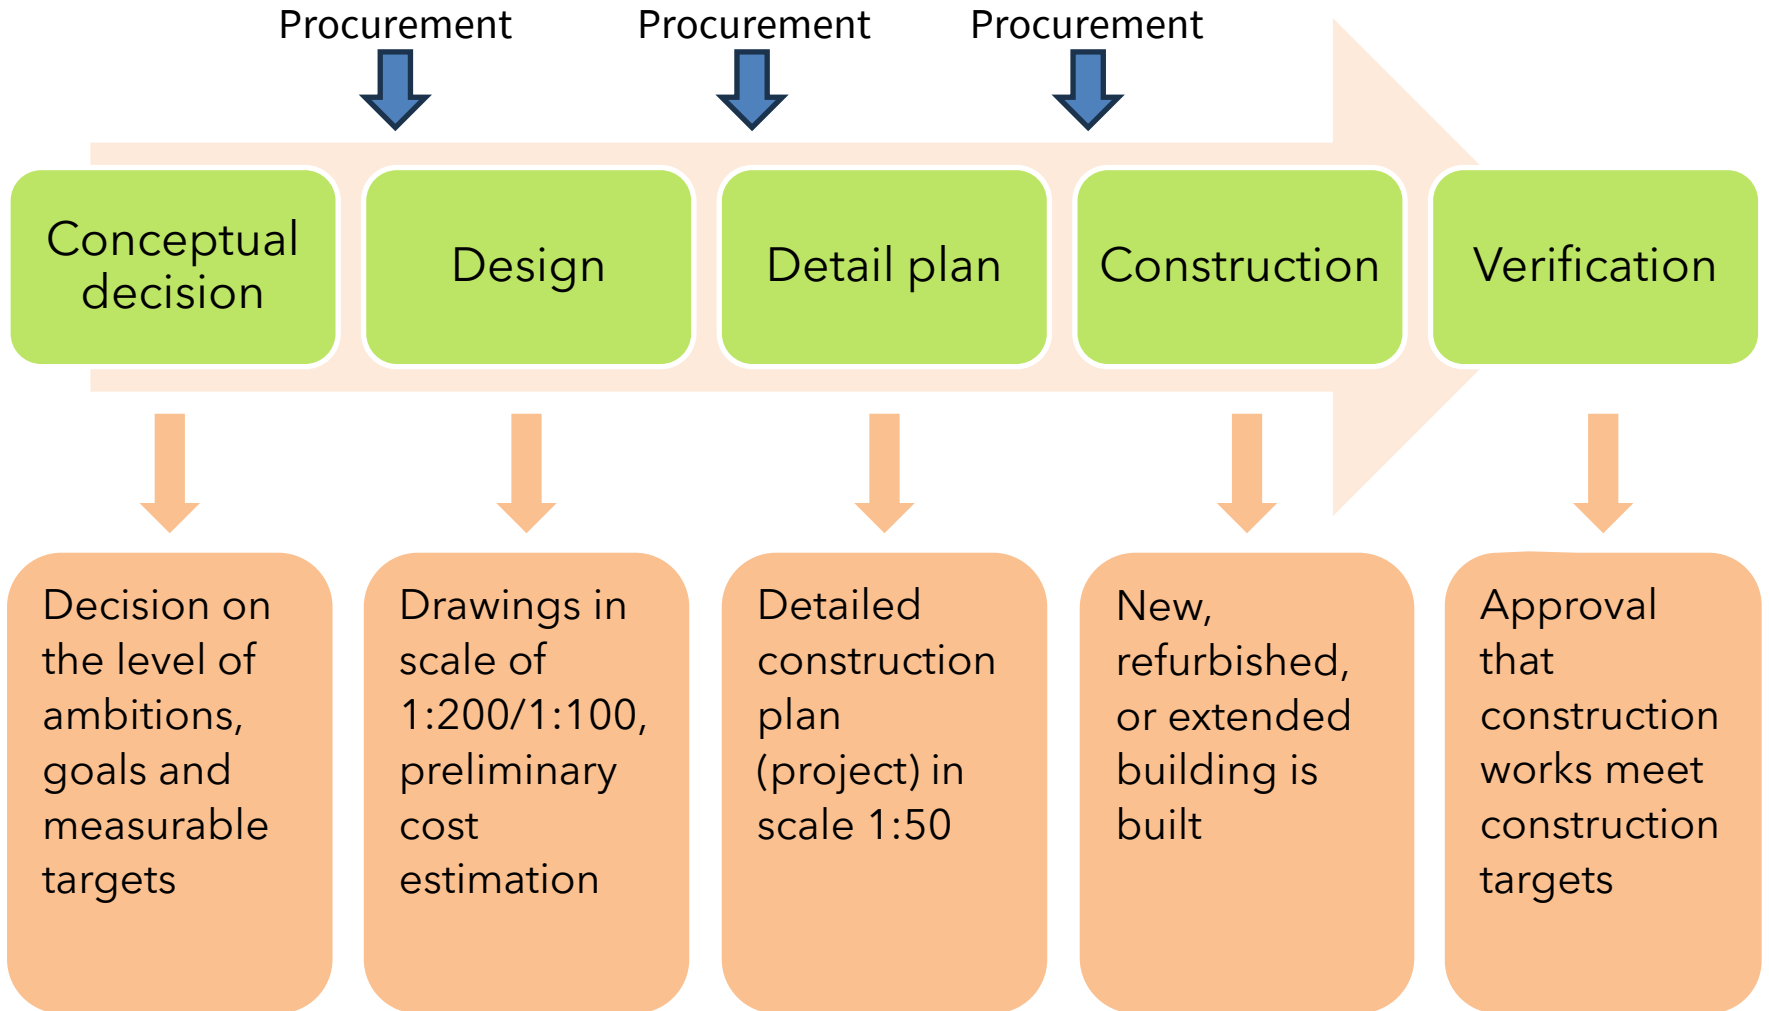 Procurement
Procurement
Procurement
Conceptual
decision
Design
Detail plan
Construction
Verification
Decision on
the level of
ambitions,
goals and
measurable
targets
Drawings in
scale of
1:200/1:100,
preliminary
cost
estimation
Detailed
construction
plan
(project) in
scale 1:50
New,
refurbished,
or extended
building is
built
Approval
that
construction
works meet
construction
targets